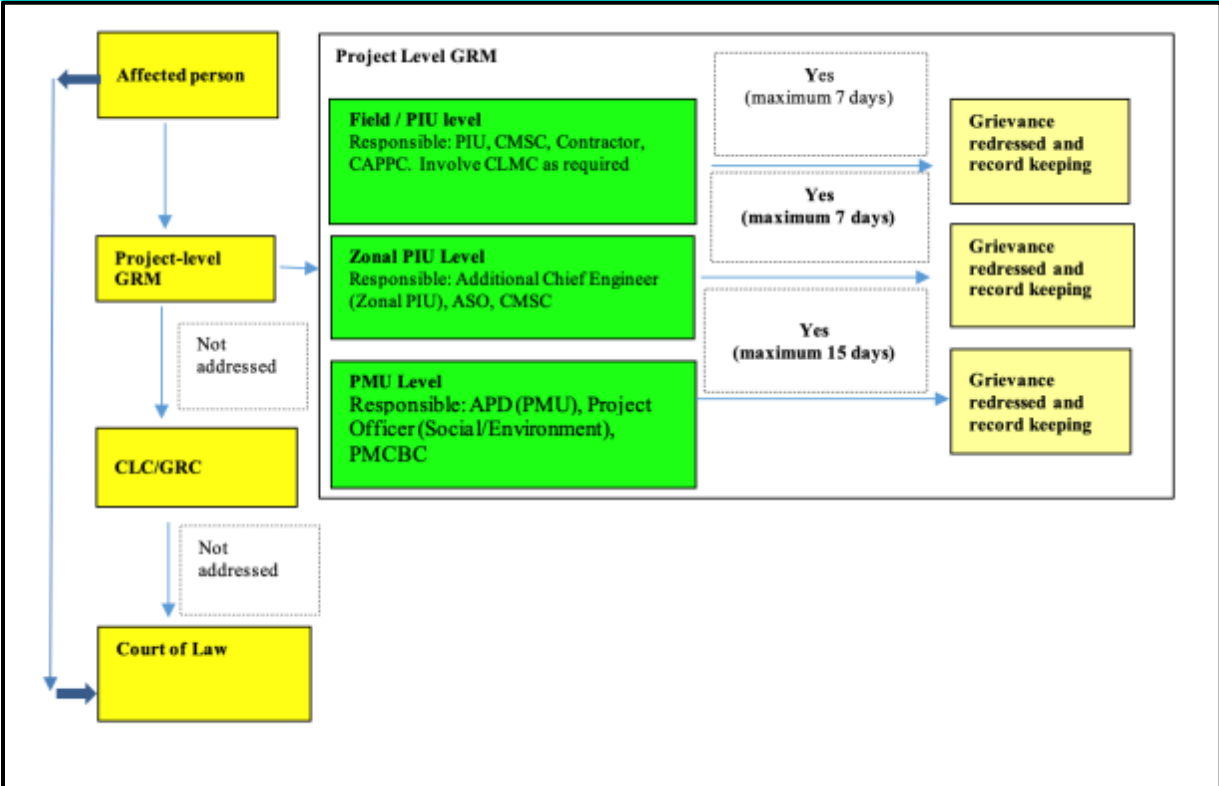 Affected person
Project-level
GRM
Not
addressed
CLC/GRC
Not
addressed
Court of Law
Project Level GRM
Field / PIU level
Responsible: PIU, CMSC, Contractor,
CAPPC. Involve CLMC as required
Yes
(maximum 7 days)
Grievance
redressed and
record keeping
Zonal PIU Level
Responsible: Additional Chief Engineer
(Zonal PIU), ASO, CMSC
Yes
(maximum 7 days)
Grievance
redressed and
record keeping
PMU Level
Responsible: APD (PMU), Project
Officer (Social/Environment),
PMCBC
Yes
(maximum 15 days)
Grievance
redressed and
record keeping